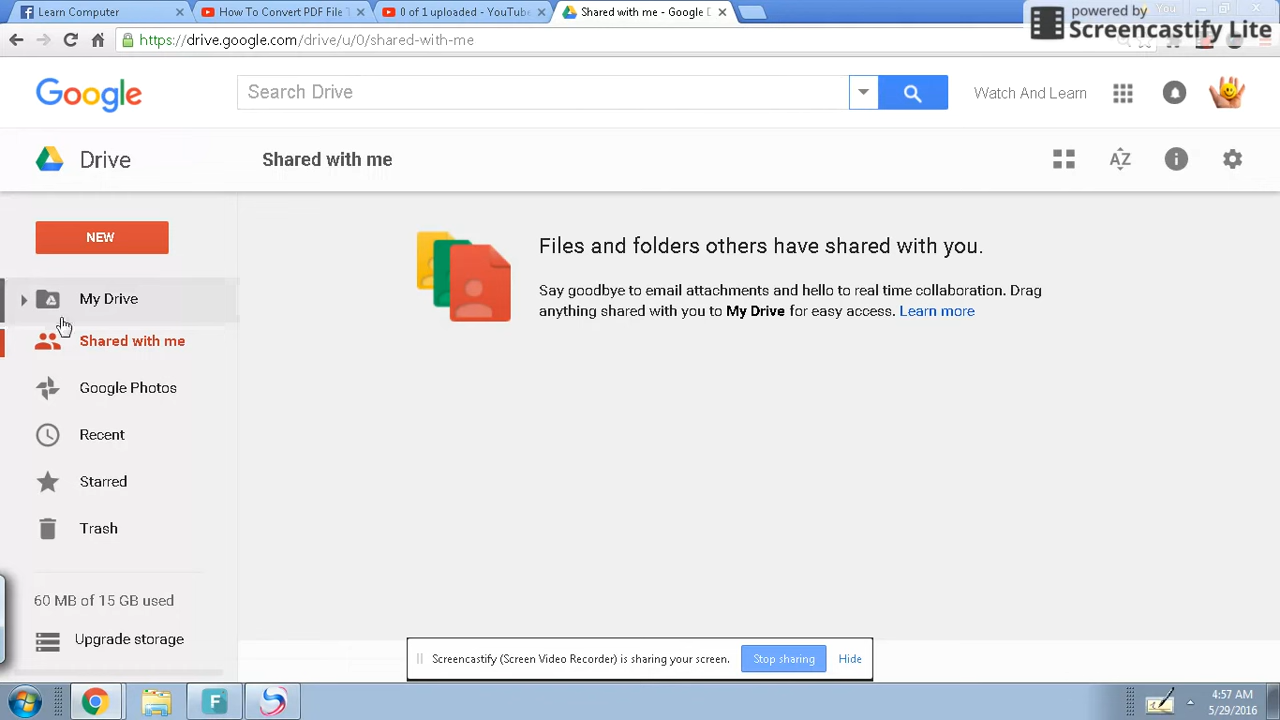 Learn Computer
How To Convert PDF File T
0 of 1 uploaded - YouTube
Shared with me - Google D
You
powered by
Screencastify Lite
https://drive.google.com/driv
Google
Search Drive
Watch And Learn
Drive
Shared with me
AZ
NEW
My Drive
Shared with me
Google Photos
Recent
Starred
Trash
60 MB of 15 GB used
Upgrade storage
Files and folders others have shared with you.
Say goodbye to email attachments and hello to real time collaboration. Drag
anything shared with you to My Drive for easy access. Learn more
Screencastify (Screen Video Recorder) is sharing your screen.
Stop sharing
Hide
F
4:57 AM
5/29/2016